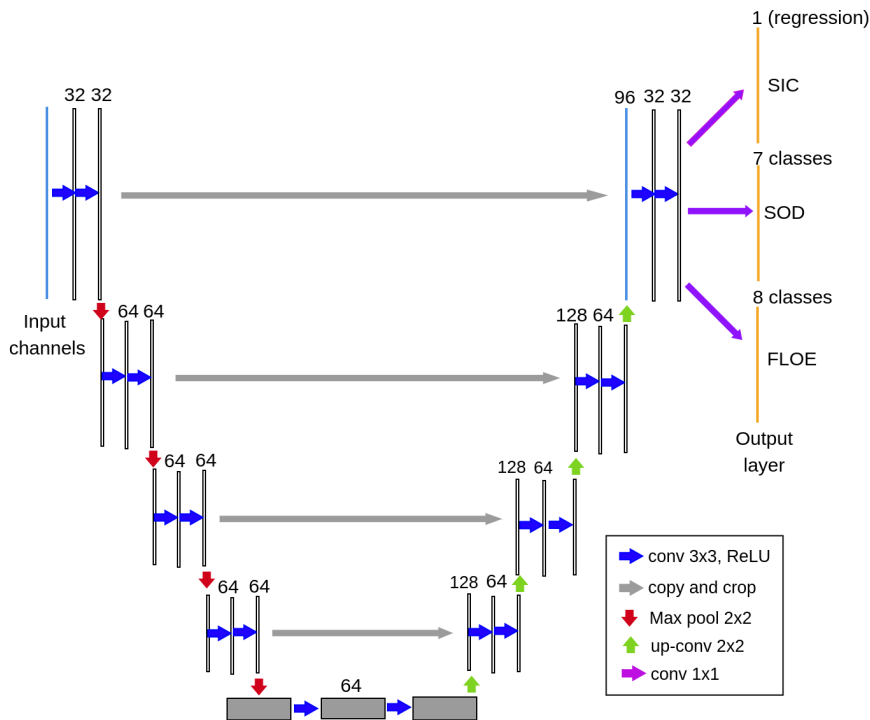 1 (regression)
SIC
32 32
96 32 32
7 classes
SOD
8 classes
64 64
128 64
Input
channels
FLOE
Output
layer
64 64
128 64
64 64
128 64
64
conv 3x3, ReLU
copy and crop
Max pool 2x2
up-conv 2x2
conv 1x1